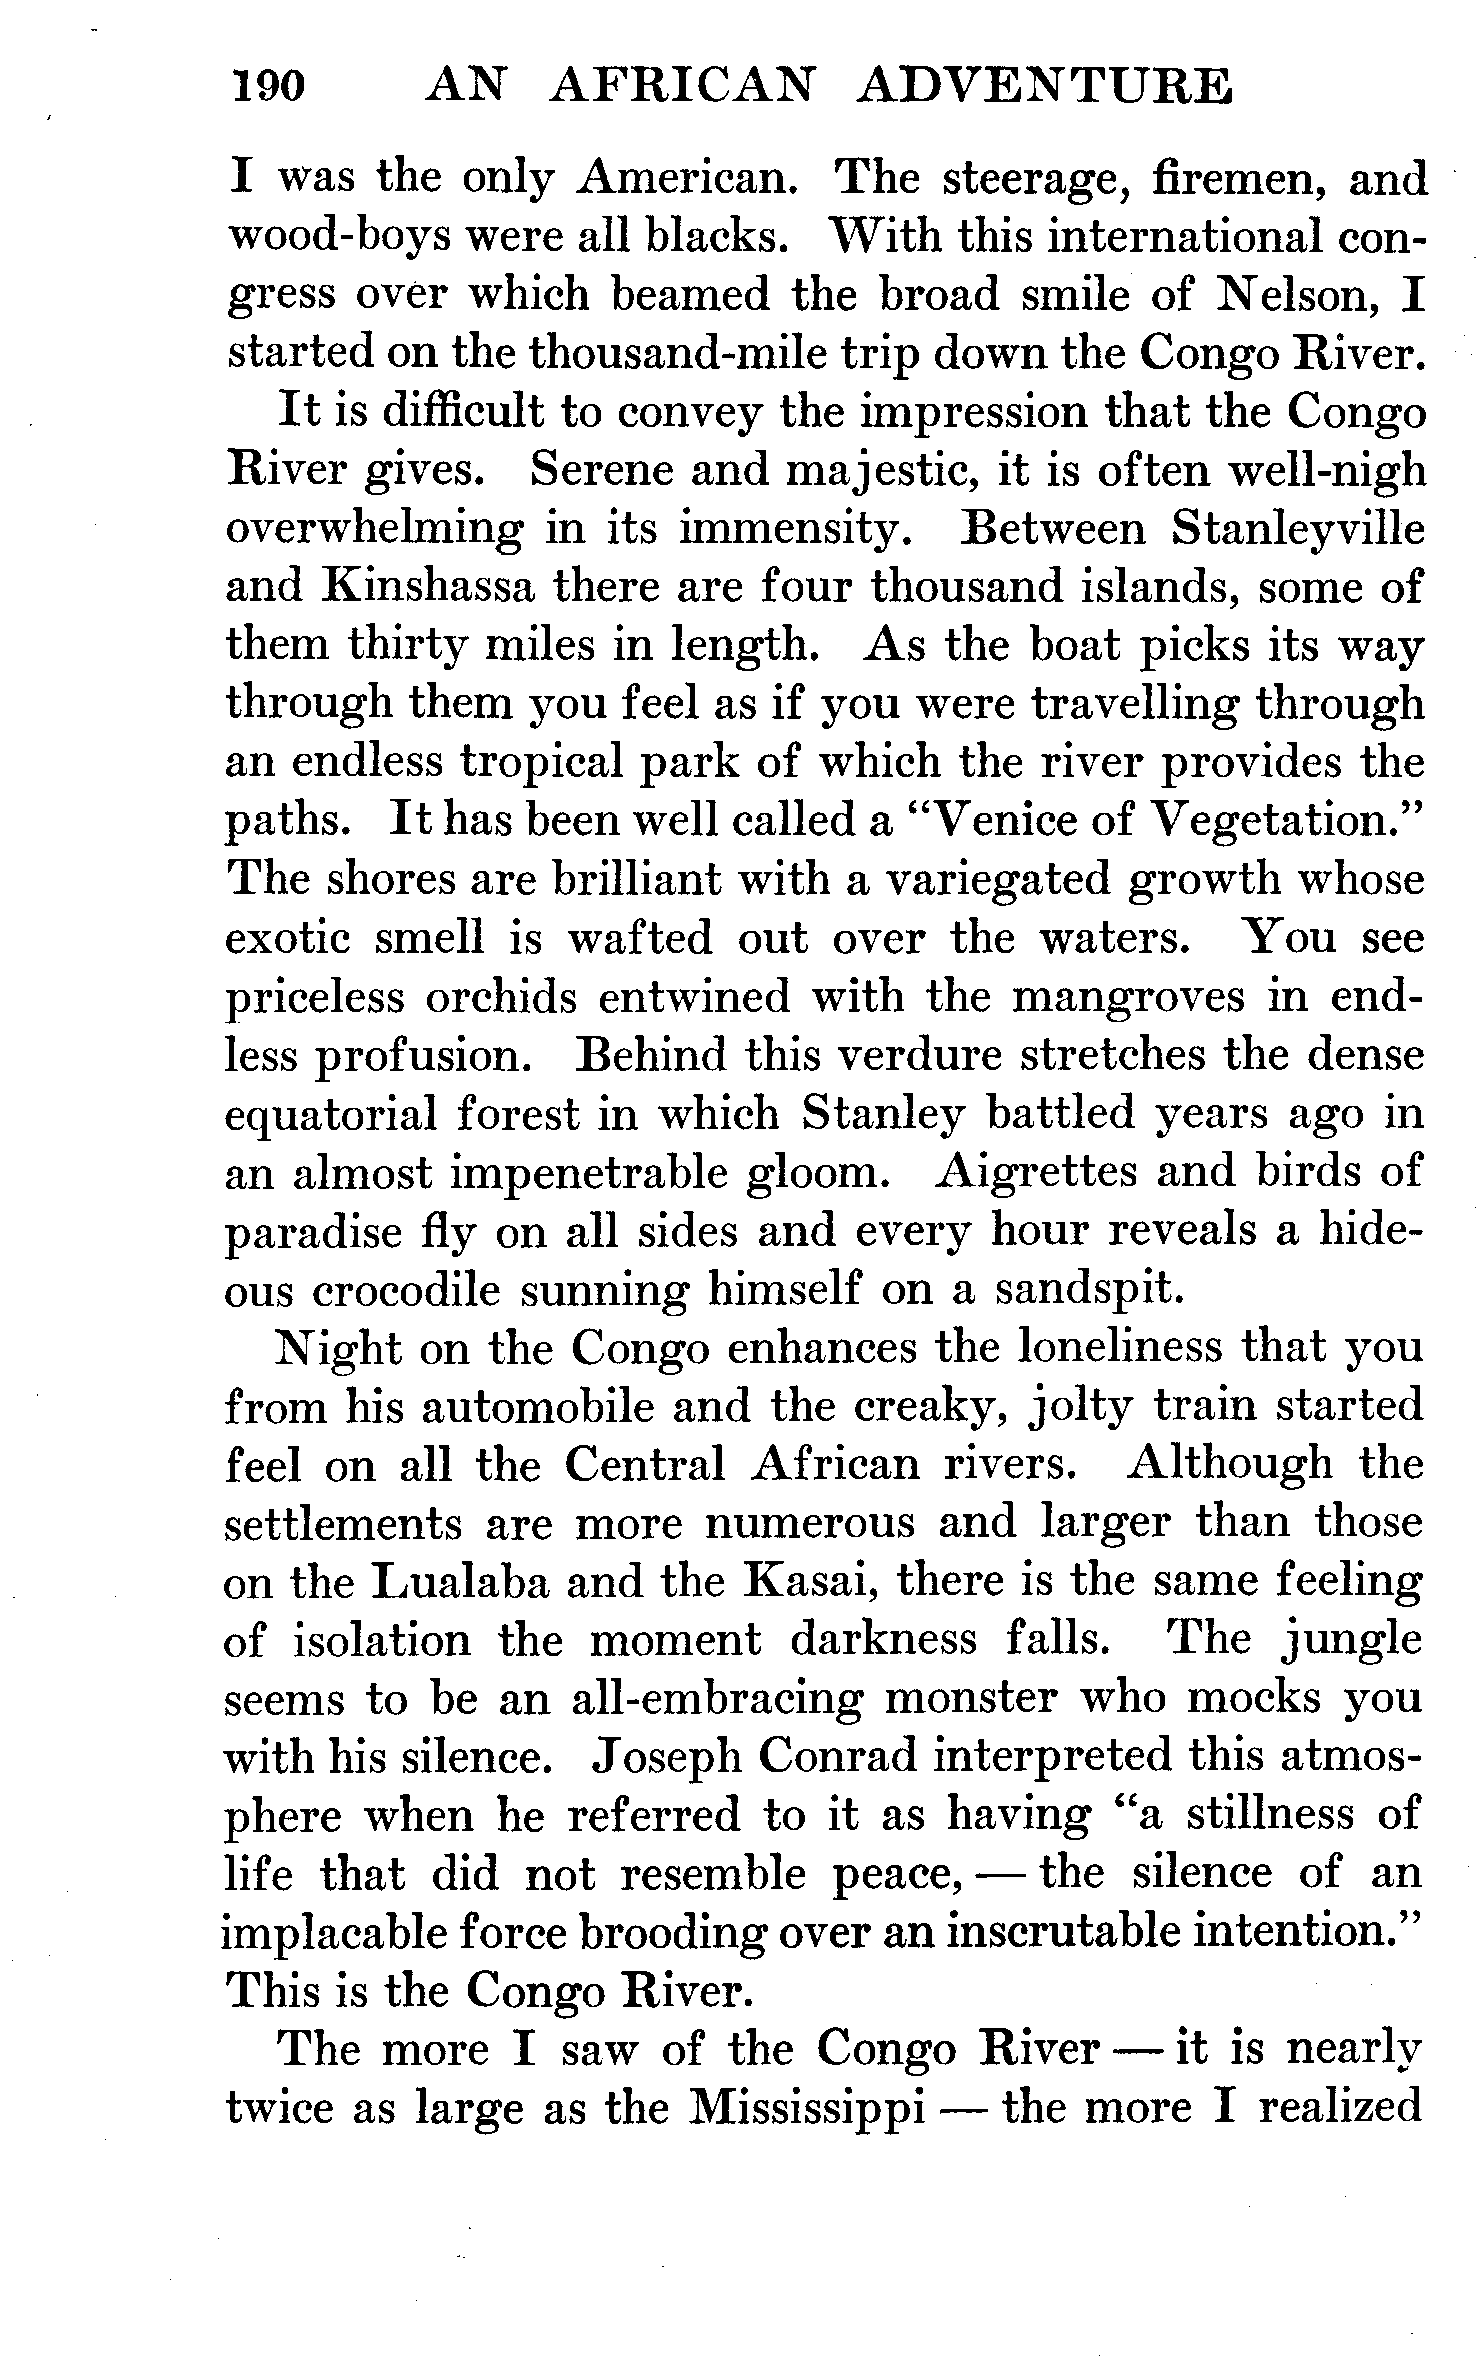 190 AN AFRICAN ADVENTURE
I was the only American. The steerage, firemen, and
wood-boys were all blacks. With this international con-
gress over which beamed the broad smile of Nelson, I
started on the thousand-mile trip down the Congo River.
It is difficult to convey the impression that the Congo
River gives. Serene and majestic, it is often well-nigh
overwhelming in its immensity. Between Stanleyville
and Kinshassa there are four thousand islands, some of
them thirty miles in length. As the boat picks its way
through them you feel as if you were travelling through
an endless tropical park of which the river provides the
paths. It has been well called a “Venice of Vegetation.”
The shores are brilliant with a variegated growth whose
exotic smell is wafted out over the waters. You see
priceless orchids entwined with the mangroves in end-
less profusion. Behind this verdure stretches the dense
equatorial forest in which Stanley battled years ago in
an almost impenetrable gloom. Aigrettes and birds of
paradise fly on all sides and every hour reveals a hide-
ous crocodile sunning himself on a sandspit.
Night on the Congo enhances the loneliness that you
from his automobile and the creaky, jolty train started
feel on all the Central African rivers. Although the
settlements are more numerous and larger than those
on the Lualaba and the Kasai, there is the same feeling
of isolation the moment darkness falls. The jungle
seems to be an all-embracing monster who mocks you
with his silence. Joseph Conrad interpreted this atmos-
phere when he referred to it as having “a stillness of
life that did not resemble peace, — the silence of an
implacable force brooding over an inscrutable intention.”
This is the Congo River.
The more I saw of the Congo River — it is nearly
twice as large as the Mississippi — the more I realized